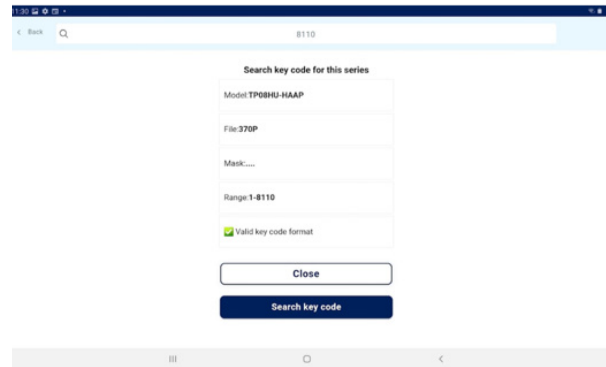 11:30
< Back
8110
Search key code for this series
Model:TP08HU-HAAP
File:370P
Mask:....
Range:1-8110
✅ Valid key code format
Close
Search key code